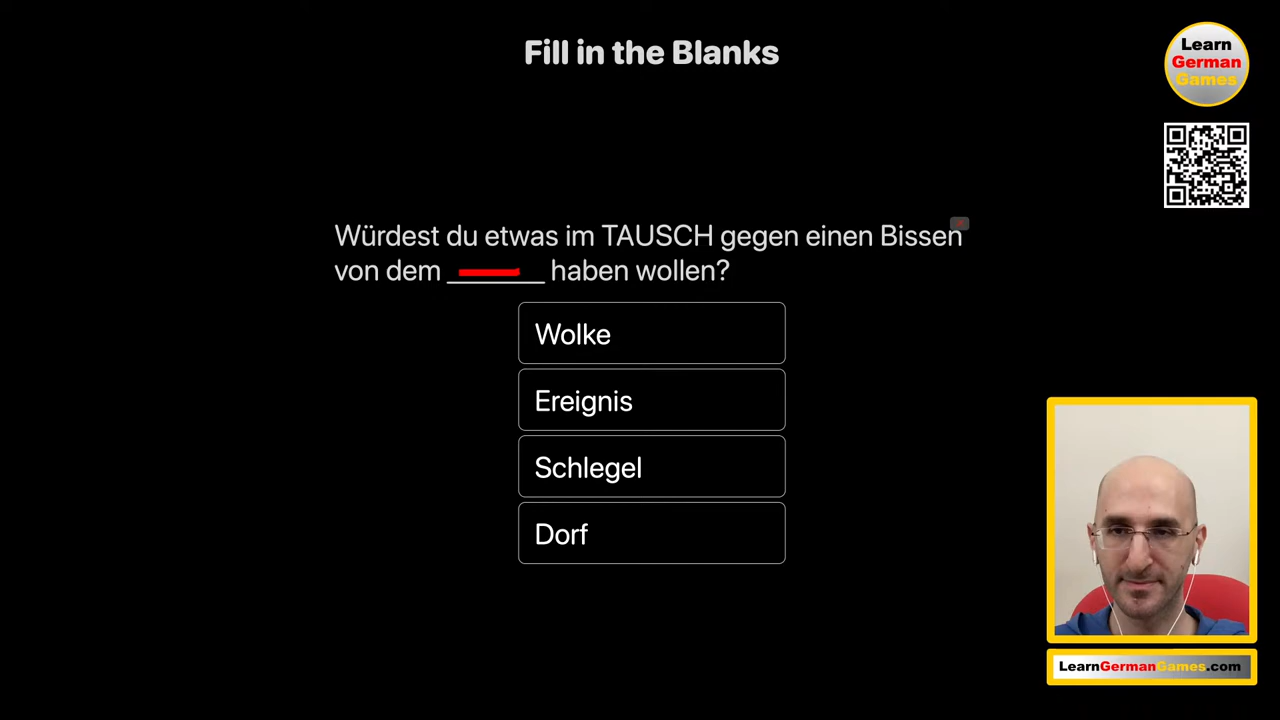 Fill in the Blanks
Learn
German
Games
Würdest du etwas im TAUSCH gegen einen Bissen
von dem ______ haben wollen?
Wolke
Ereignis
Schlegel
Dorf
LearnGermanGames.com